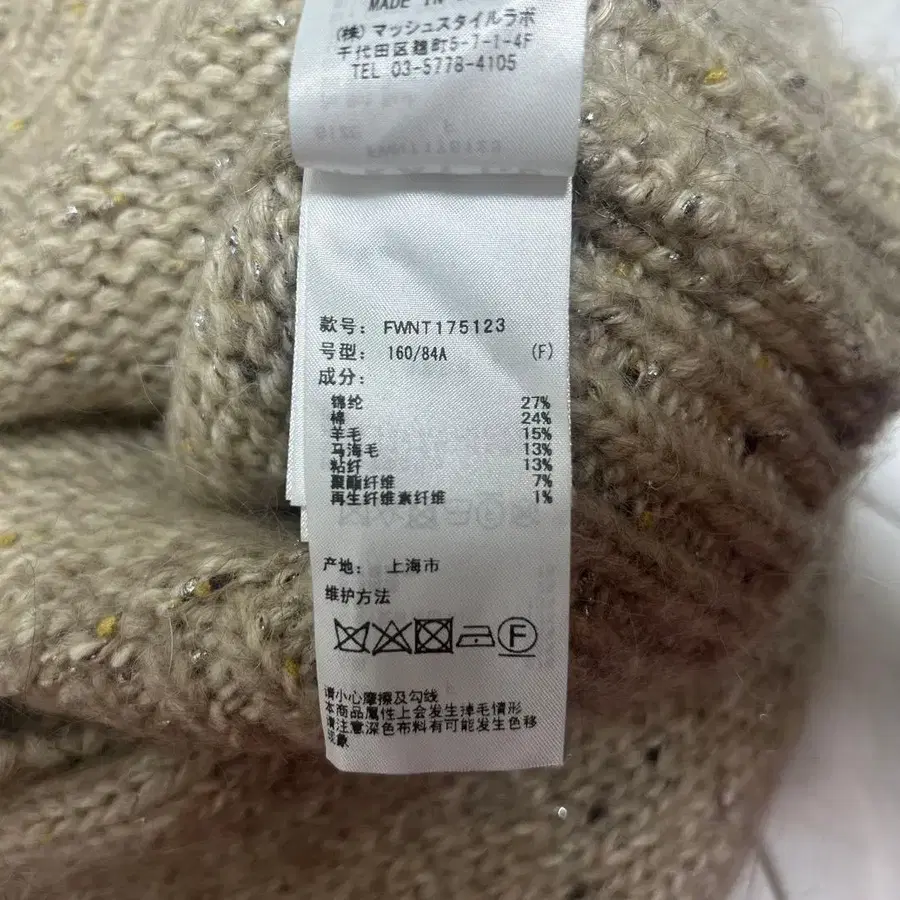 MADE IN
(株)マッシュスタイルラボ
千代田区麹町5-7-1-4F
TEL 03-5778-4105
款号: FWNT175123
号型: 160/84A (F)
成分:
锦纶 27%
棉 24%
羊毛 15%
马海毛 13%
粘纤 13%
聚酯纤维 7%
再生纤维素纤维 1%
产地: 上海市
维护方法
F
请小心摩擦及勾线
本商品属性上会发生掉毛情形
请注意深色布料有可能发生色移
现象